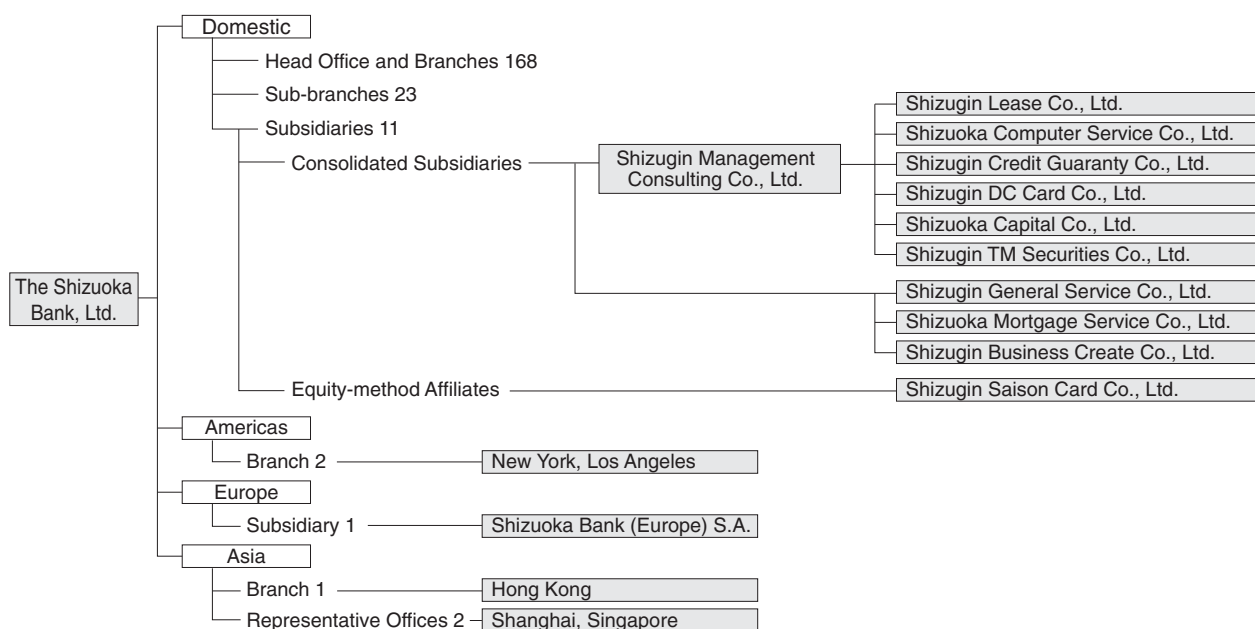 The Shizuoka
Bank, Ltd.
Domestic
Head Office and Branches 168
Sub-branches 23
Subsidiaries 11
Consolidated Subsidiaries
Shizugin Management
Consulting Co., Ltd.
Shizugin Lease Co., Ltd.
Shizuoka Computer Service Co., Ltd.
Shizugin Credit Guaranty Co., Ltd.
Shizugin DC Card Co., Ltd.
Shizuoka Capital Co., Ltd.
Shizugin TM Securities Co., Ltd.
Shizugin General Service Co., Ltd.
Shizuoka Mortgage Service Co., Ltd.
Shizugin Business Create Co., Ltd.
Equity-method Affiliates
Shizugin Saison Card Co., Ltd.
Americas
Branch 2
New York, Los Angeles
Europe
Subsidiary 1
Shizuoka Bank (Europe) S.A.
Asia
Branch 1
Hong Kong
Representative Offices 2
Shanghai, Singapore